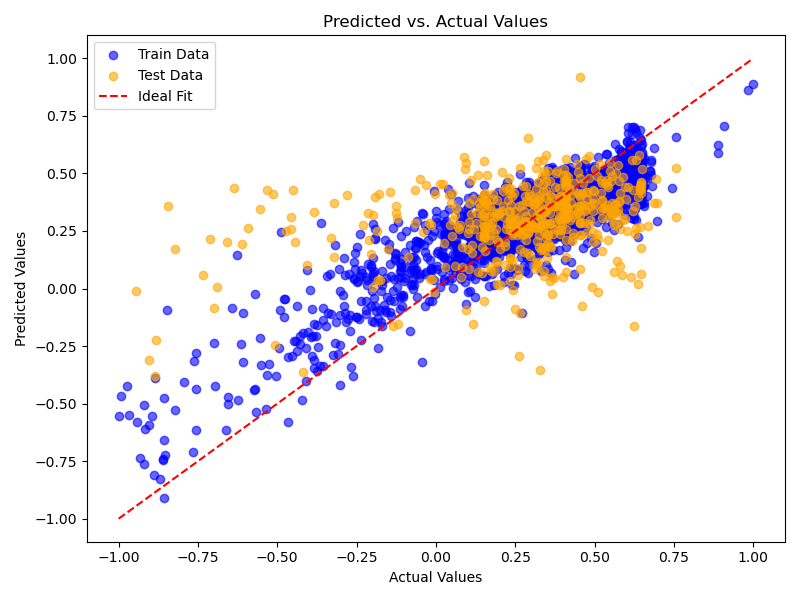 Predicted vs. Actual Values
Train Data
Test Data
Ideal Fit
1.00
0.75
0.50
0.25
0.00
−0.25
−0.50
−0.75
−1.00
Predicted Values
−1.00 −0.75 −0.50 −0.25 0.00 0.25 0.50 0.75 1.00
Actual Values